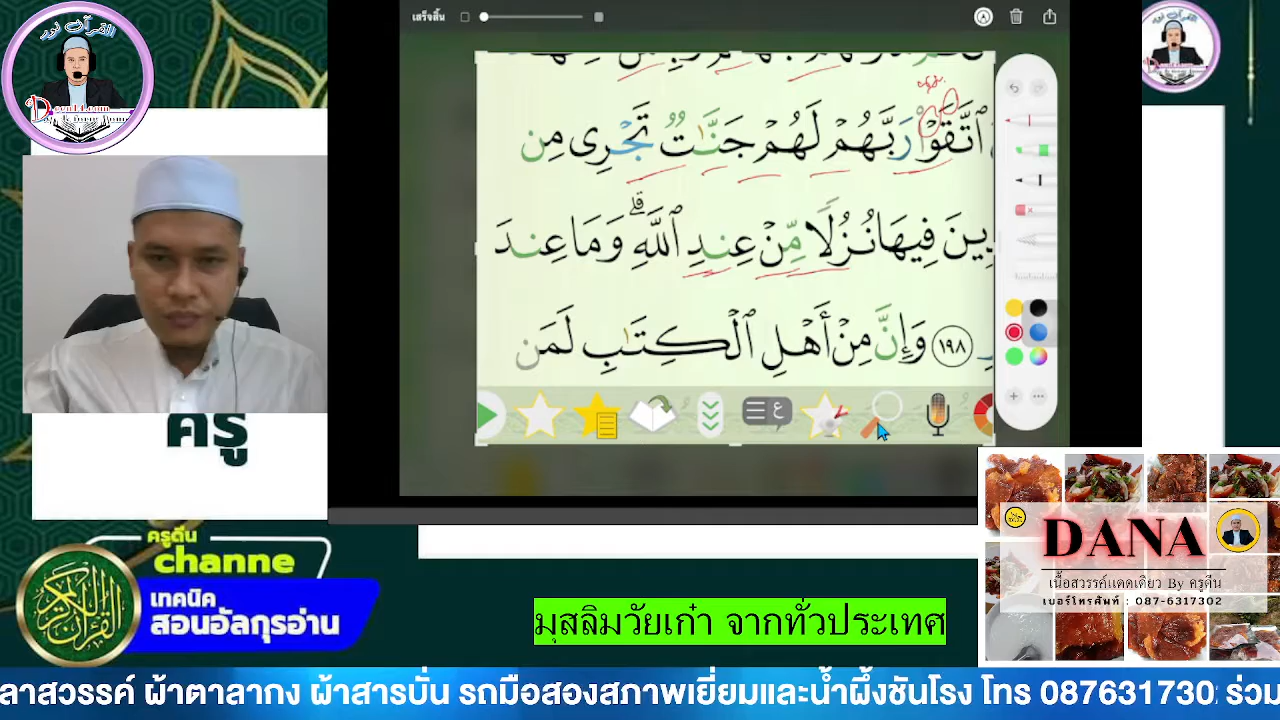 القرآن نور
เสร็จสิ้น
ٱتَّقَوْا۟ رَبَّهُمْ لَهُمْ جَنَّٰتٌ تَجْرِى مِن
فِيهَا نُزُلًا مِّنْ عِندِ ٱللَّهِ ۗ وَمَا عِندَ
١٩٨ وَإِنَّ مِنْ أَهْلِ ٱلْكِتَٰبِ لَمَن
ครู
ครูดีน
channe
เทคนิค
สอนอัลกุรอ่าน
มุสลิมวัยเก๋า จากทั่วประเทศ
DANA
เนื้อสวรรค์แดดเดียว By ครูดีน
เบอร์โทรศัพท์ : 087-6317302
ลาสวรรค์ ผ้าตาลากง ผ้าสารบั่น รถมือสองสภาพเยี่ยมและน้ำผึ้งชันโรง โทร 087631730 ร่วม